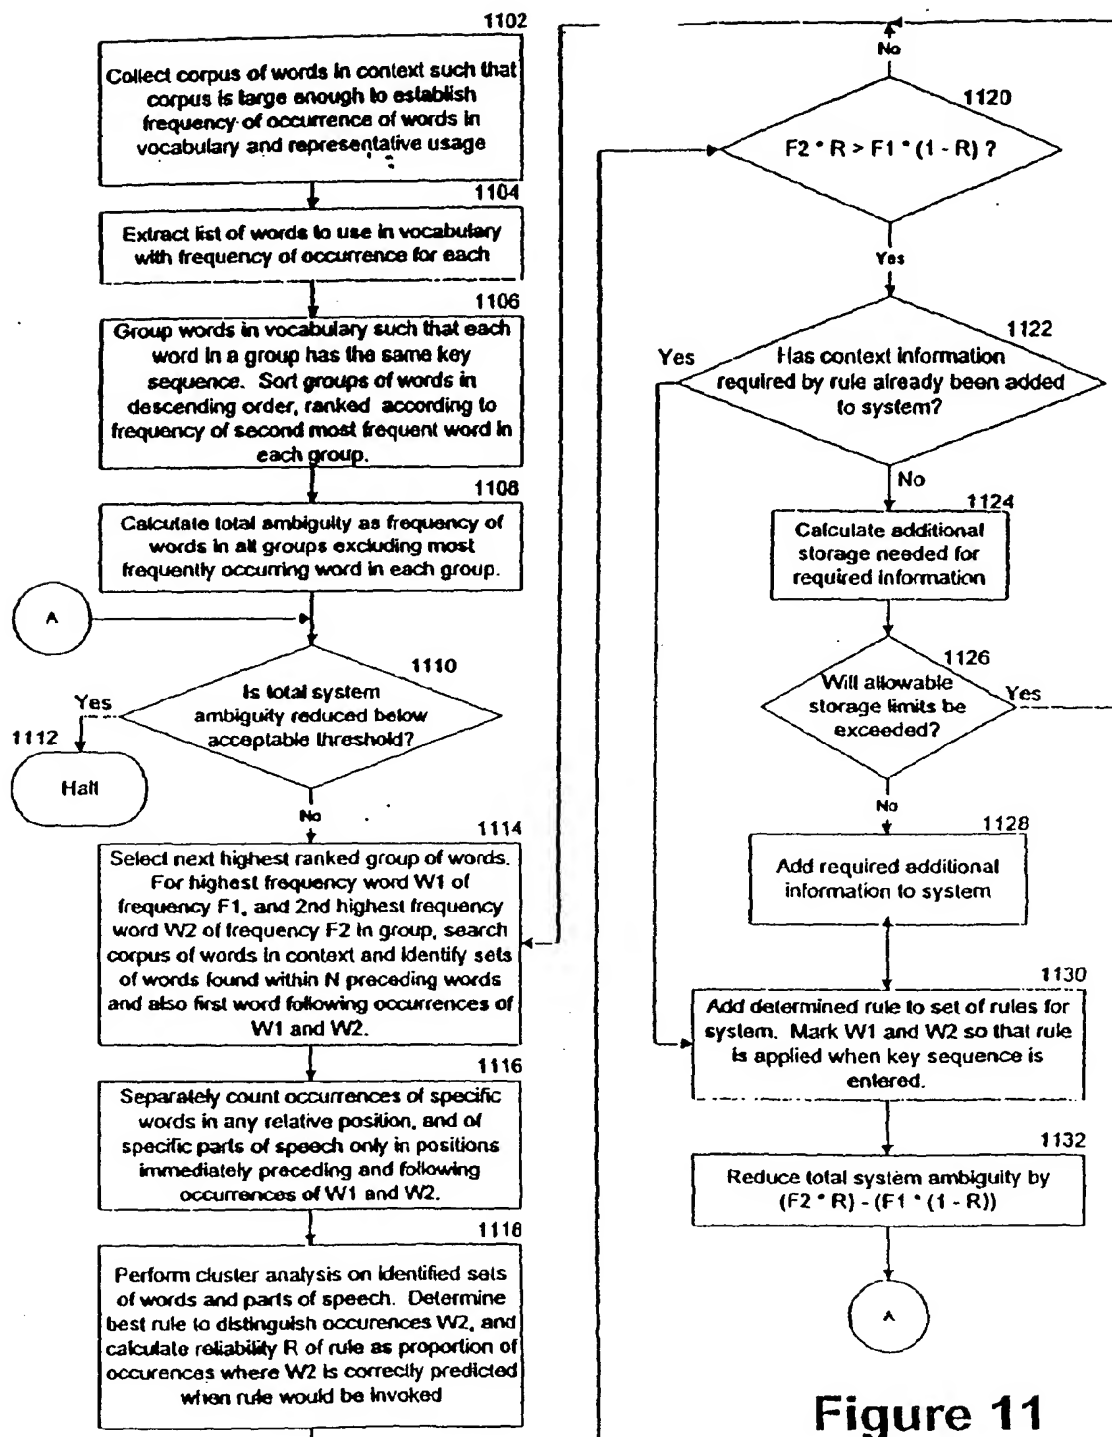 1102
Collect corpus of words in context such that
corpus is large enough to establish
frequency of occurrence of words in
vocabulary and representative usage
1104
Extract list of words to use in vocabulary
with frequency of occurrence for each
1106
Group words in vocabulary such that each
word in a group has the same key
sequence. Sort groups of words in
descending order, ranked according to
frequency of second most frequent word in
each group.
1108
Calculate total ambiguity as frequency of
words in all groups excluding most
frequently occurring word in each group.
A
1110
Is total system
ambiguity reduced below
acceptable threshold?
Yes
1112
Halt
No
1114
Select next highest ranked group of words.
For highest frequency word W1 of
frequency F1, and 2nd highest frequency
word W2 of frequency F2 in group, search
corpus of words in context and identify sets
of words found within N preceding words
and also first word following occurrences of
W1 and W2.
1116
Separately count occurrences of specific
words in any relative position, and of
specific parts of speech only in positions
immediately preceding and following
occurrences of W1 and W2.
1118
Perform cluster analysis on identified sets
of words and parts of speech. Determine
best rule to distinguish occurences W2, and
calculate reliability R of rule as proportion of
occurences where W2 is correctly predicted
when rule would be invoked
No
1120
F2 * R > F1 * (1 - R) ?
Yes
1122
Has context information
required by rule already been added
to system?
Yes
No
1124
Calculate additional
storage needed for
required information
1126
Will allowable
storage limits be
exceeded?
Yes
No
1128
Add required additional
information to system
1130
Add determined rule to set of rules for
system. Mark W1 and W2 so that rule
is applied when key sequence is
entered.
1132
Reduce total system ambiguity by
(F2 * R) - (F1 * (1 - R))
A
Figure 11